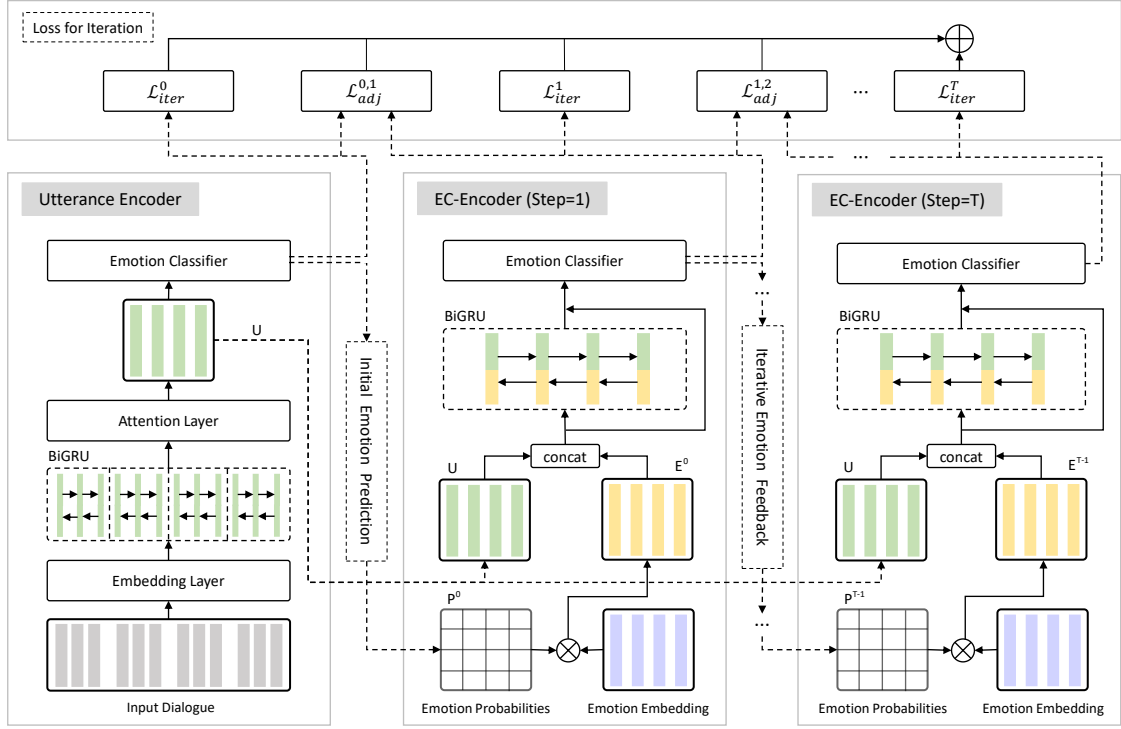 Loss for Iteration
ℒ⁰iter
ℒ⁰,¹adj
ℒ¹iter
ℒ¹,²adj
...
ℒᵀiter
...
Utterance Encoder
Emotion Classifier
U
Attention Layer
BiGRU
Embedding Layer
Input Dialogue
Initial Emotion Prediction
EC-Encoder (Step=1)
Emotion Classifier
BiGRU
concat
U
E⁰
P⁰
Emotion Probabilities
Emotion Embedding
...
Iterative Emotion Feedback
...
EC-Encoder (Step=T)
Emotion Classifier
BiGRU
concat
U
Eᵀ⁻¹
Pᵀ⁻¹
Emotion Probabilities
Emotion Embedding